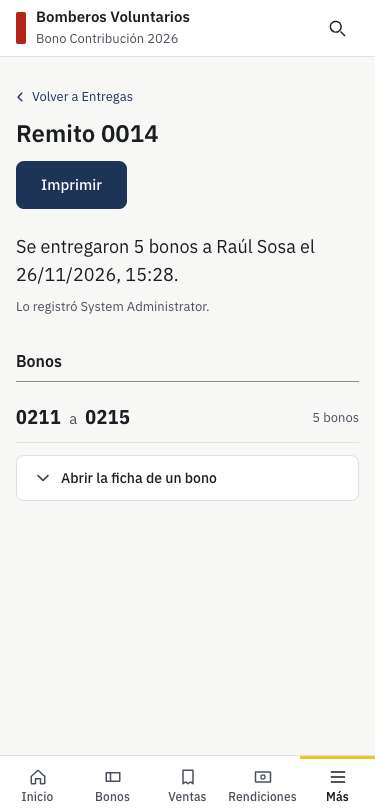 Bomberos Voluntarios
Bono Contribución 2026
Volver a Entregas
Remito 0014
Imprimir
Se entregaron 5 bonos a Raúl Sosa el
26/11/2026, 15:28.
Lo registró System Administrator.
Bonos
0211 a 0215 5 bonos
Abrir la ficha de un bono
Inicio Bonos Ventas Rendiciones Más